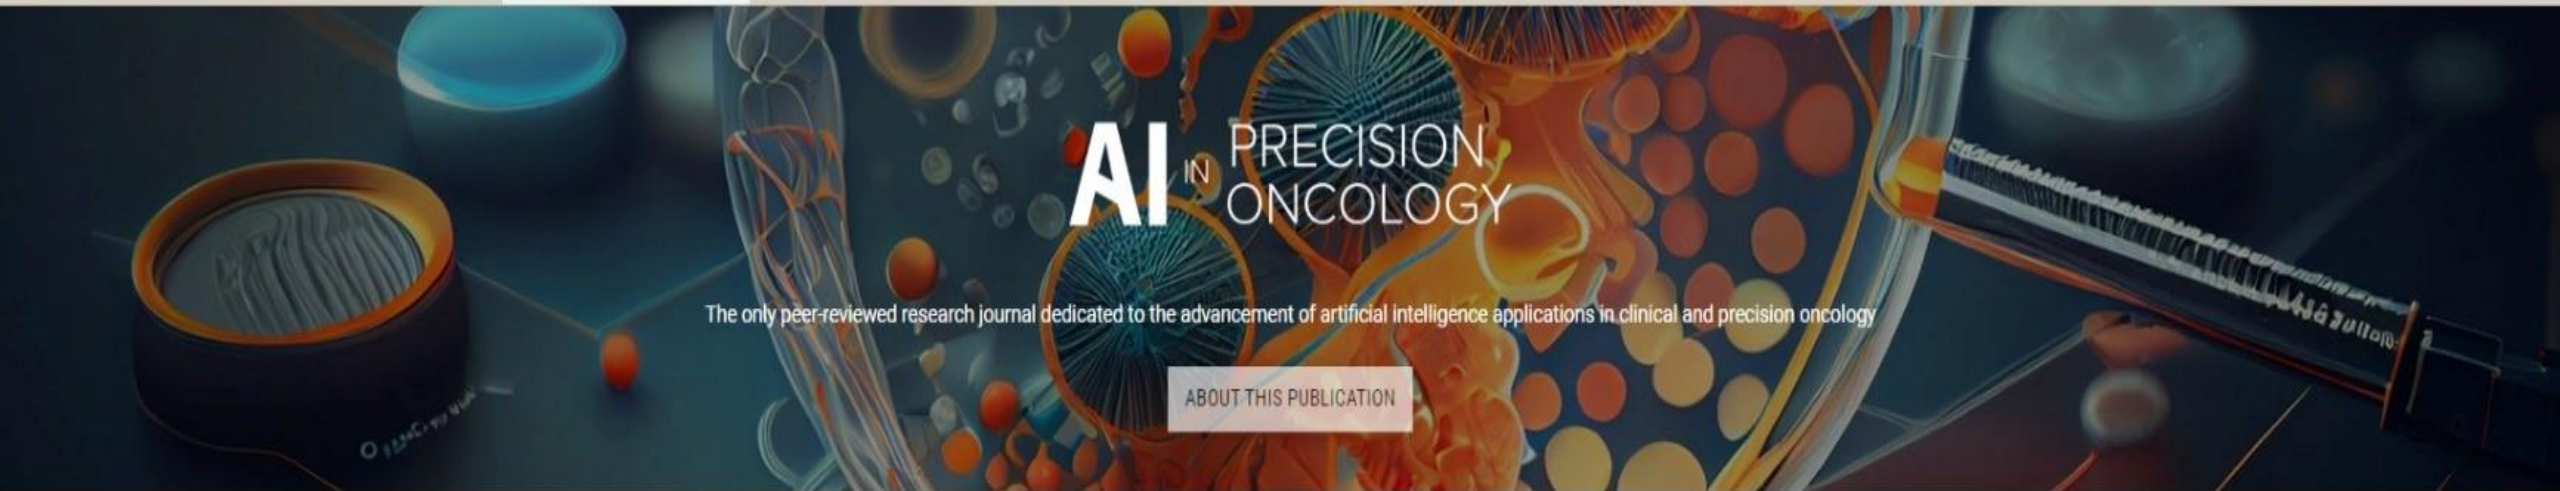 AI IN PRECISION
ONCOLOGY
The only peer-reviewed research journal dedicated to the advancement of artificial intelligence applications in clinical and precision oncology
ABOUT THIS PUBLICATION